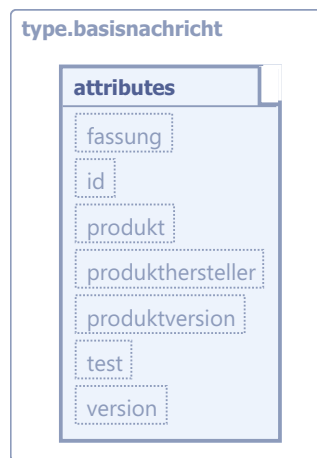 type.basisnachricht
attributes
fassung
id
produkt
produkthersteller
produktversion
test
version